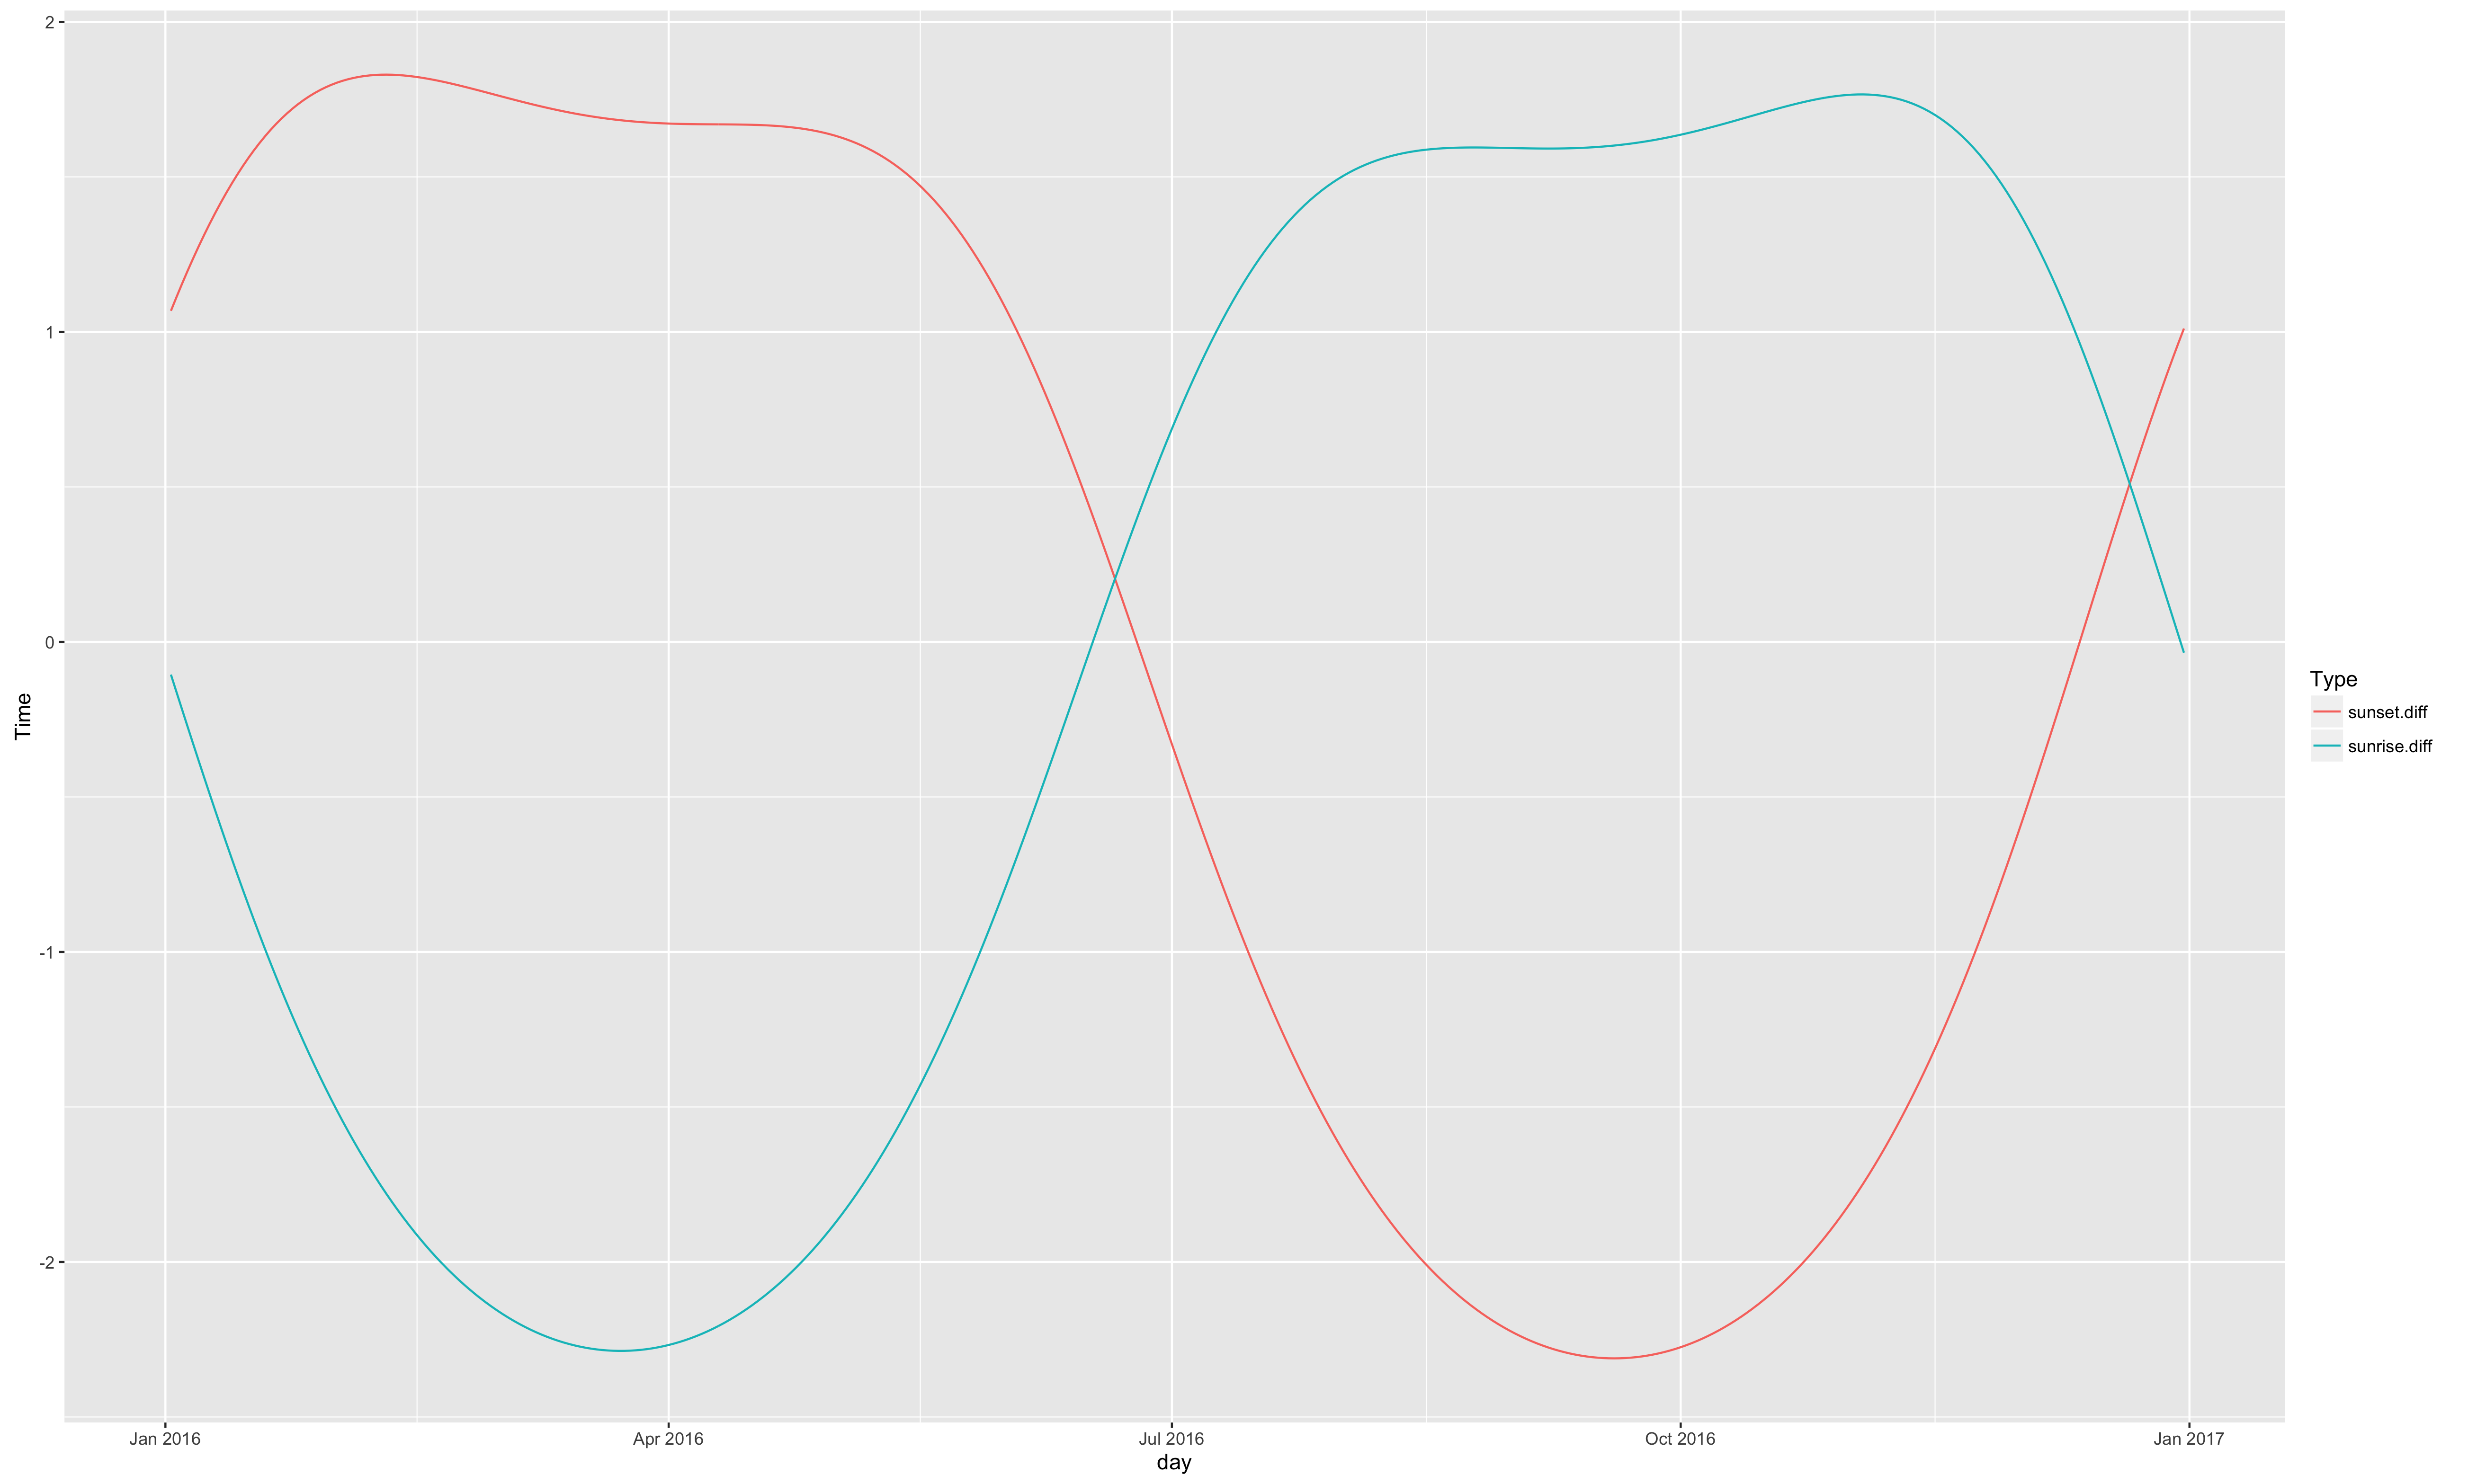 2
1
0
-1
-2
Time
Jan 2016
Apr 2016
Jul 2016
Oct 2016
Jan 2017
day
Type
sunset.diff
sunrise.diff